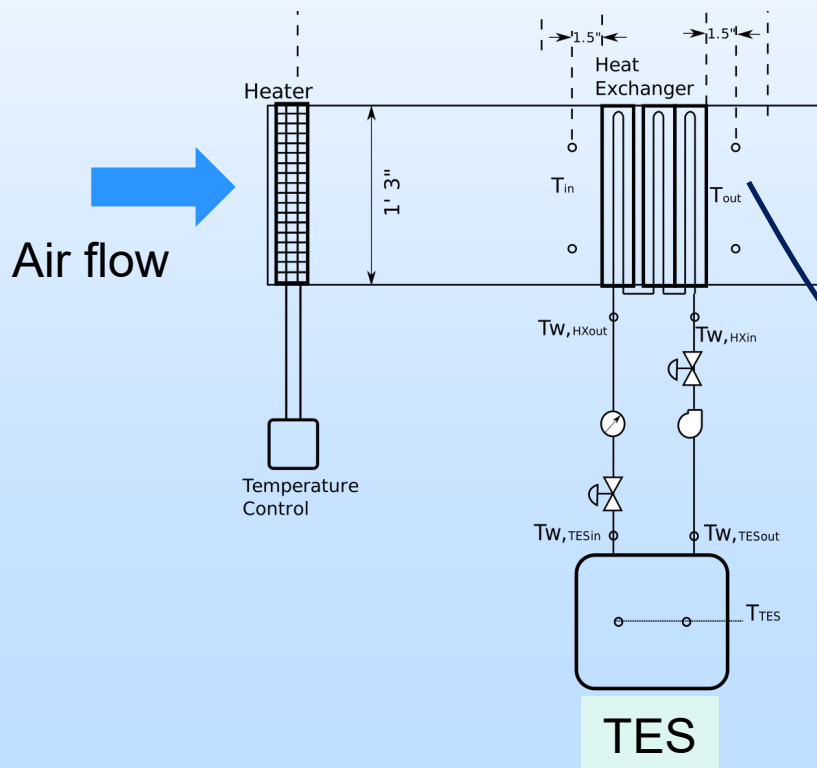 1.5"
1.5"
Heat
Exchanger
Heater
1' 3"
Tin
Tout
Air flow
Tw,HXout
Tw,HXin
Temperature
Control
Tw,TESin
Tw,TESout
TTES
TES